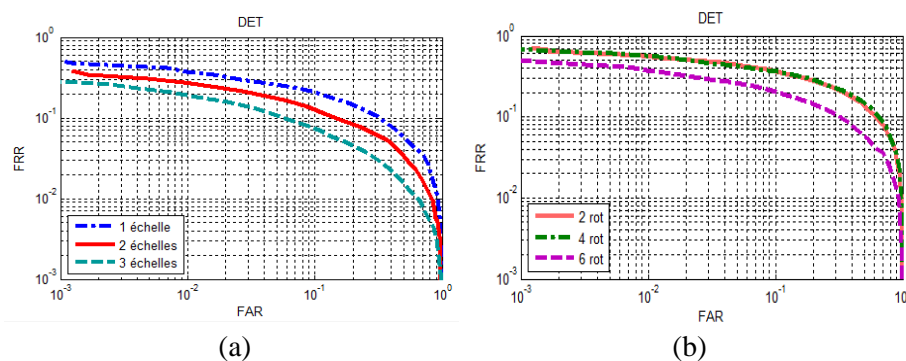 DET
10^0
10^-1
10^-2
10^-3
FRR
1 échelle
2 échelles
3 échelles
10^-3
10^-2
10^-1
10^0
FAR
(a)
DET
10^0
10^-1
10^-2
10^-3
FRR
2 rot
4 rot
6 rot
10^-3
10^-2
10^-1
10
FAR
(b)